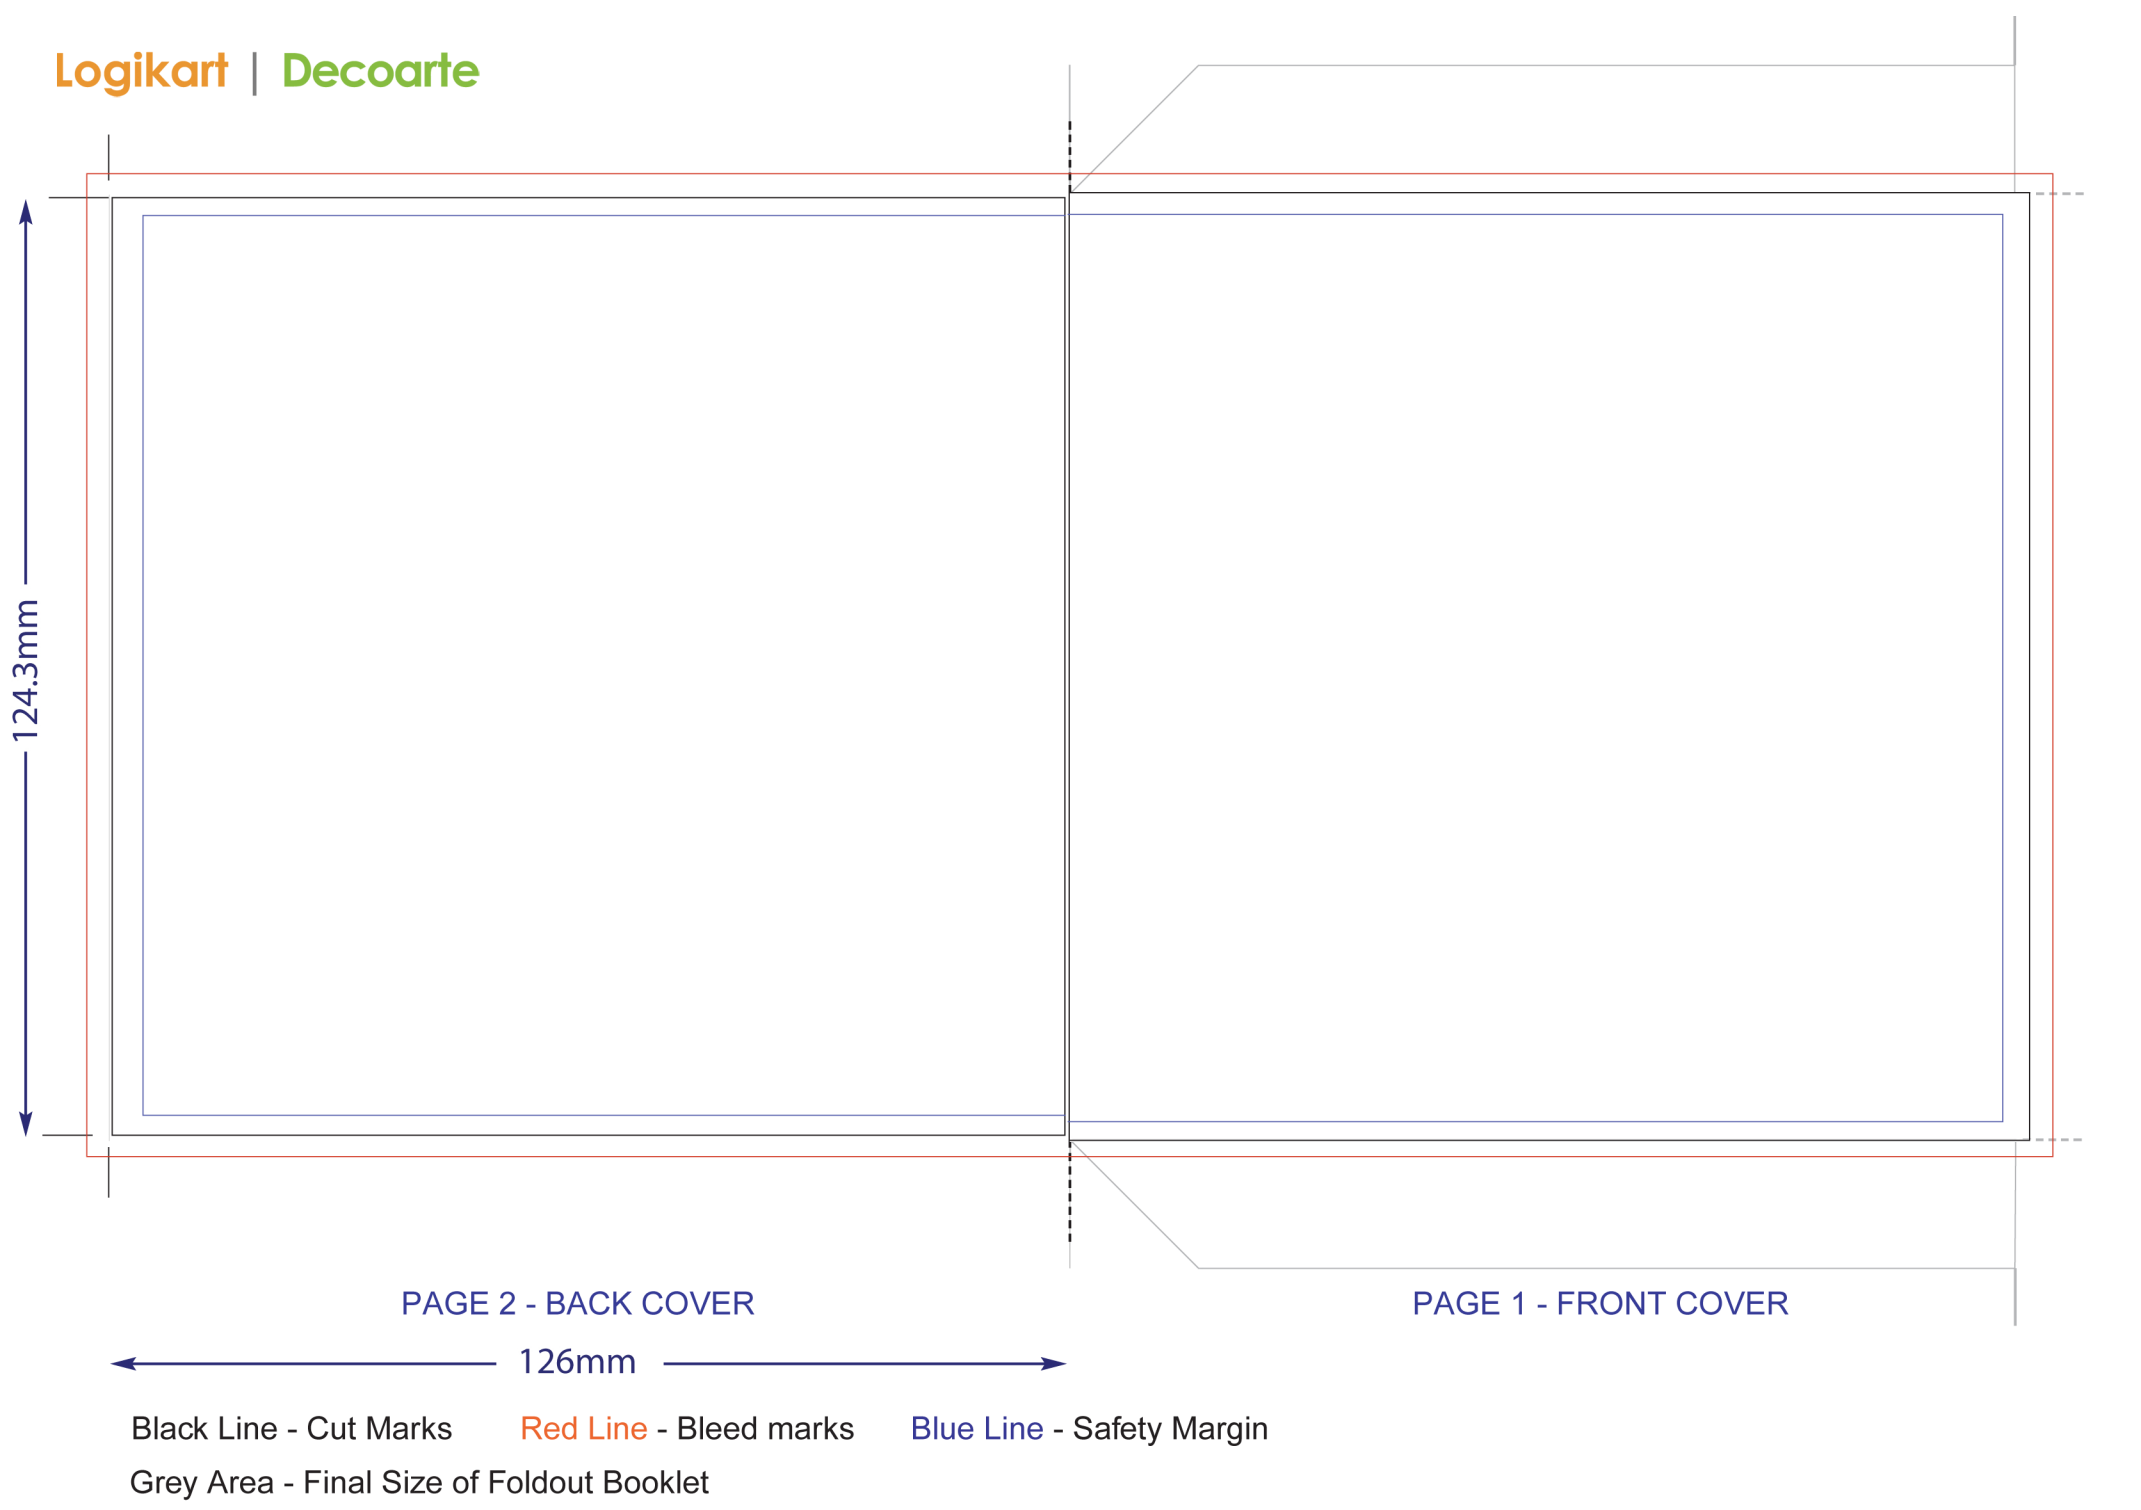 Logikart | Decoarte
124.3mm
PAGE 2 - BACK COVER
PAGE 1 - FRONT COVER
126mm
Black Line - Cut Marks
Red Line - Bleed marks
Blue Line - Safety Margin
Grey Area - Final Size of Foldout Booklet